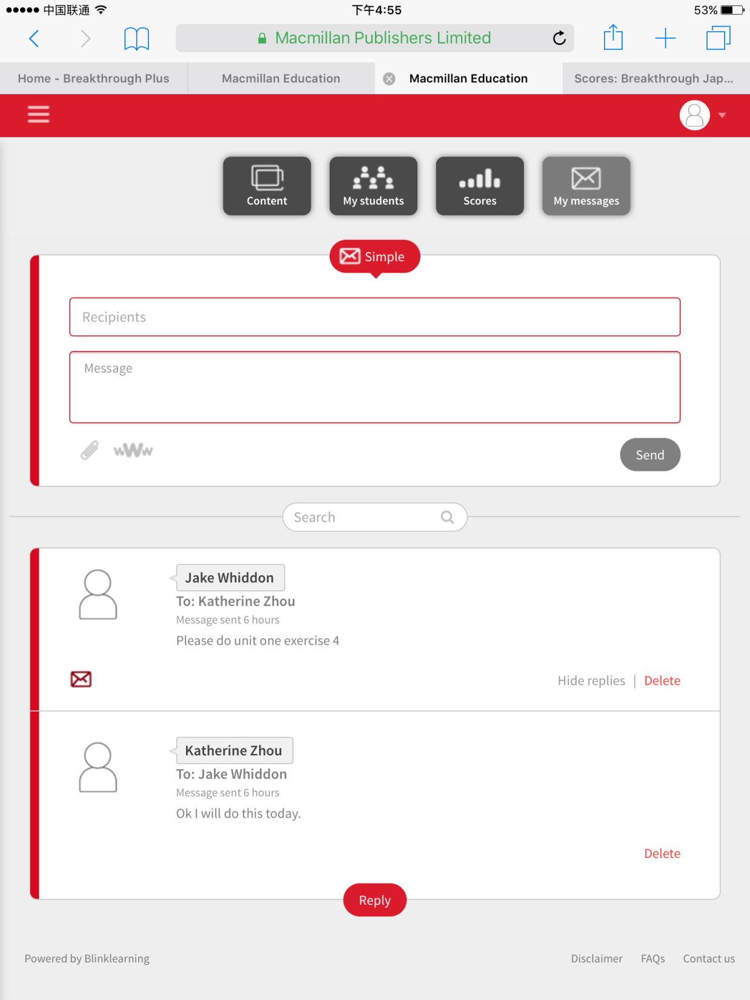 中国联通
下午4:55
53%
Macmillan Publishers Limited
Home - Breakthrough Plus
Macmillan Education
Macmillan Education
Scores: Breakthrough Jap...
Content
My students
Scores
My messages
Simple
Recipients
Message
wWw
Send
Search
Jake Whiddon
To: Katherine Zhou
Message sent 6 hours
Please do unit one exercise 4
Hide replies | Delete
Katherine Zhou
To: Jake Whiddon
Message sent 6 hours
Ok I will do this today.
Delete
Reply
Powered by Blinklearning
Disclaimer
FAQs
Contact us